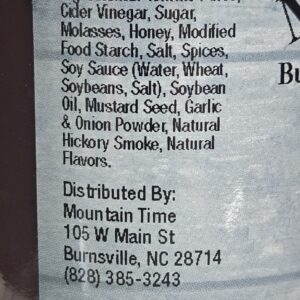 Cider Vinegar, Sugar,
Molasses, Honey, Modified
Food Starch, Salt, Spices,
Soy Sauce (Water, Wheat,
Soybeans, Salt), Soybean
Oil, Mustard Seed, Garlic
& Onion Powder, Natural
Hickory Smoke, Natural
Flavors.
Distributed By:
Mountain Time
105 W Main St
Burnsville, NC 28714
(828) 385-3243
Bu